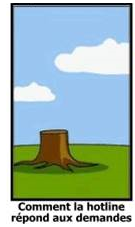 Comment la hotline
répond aux demandes